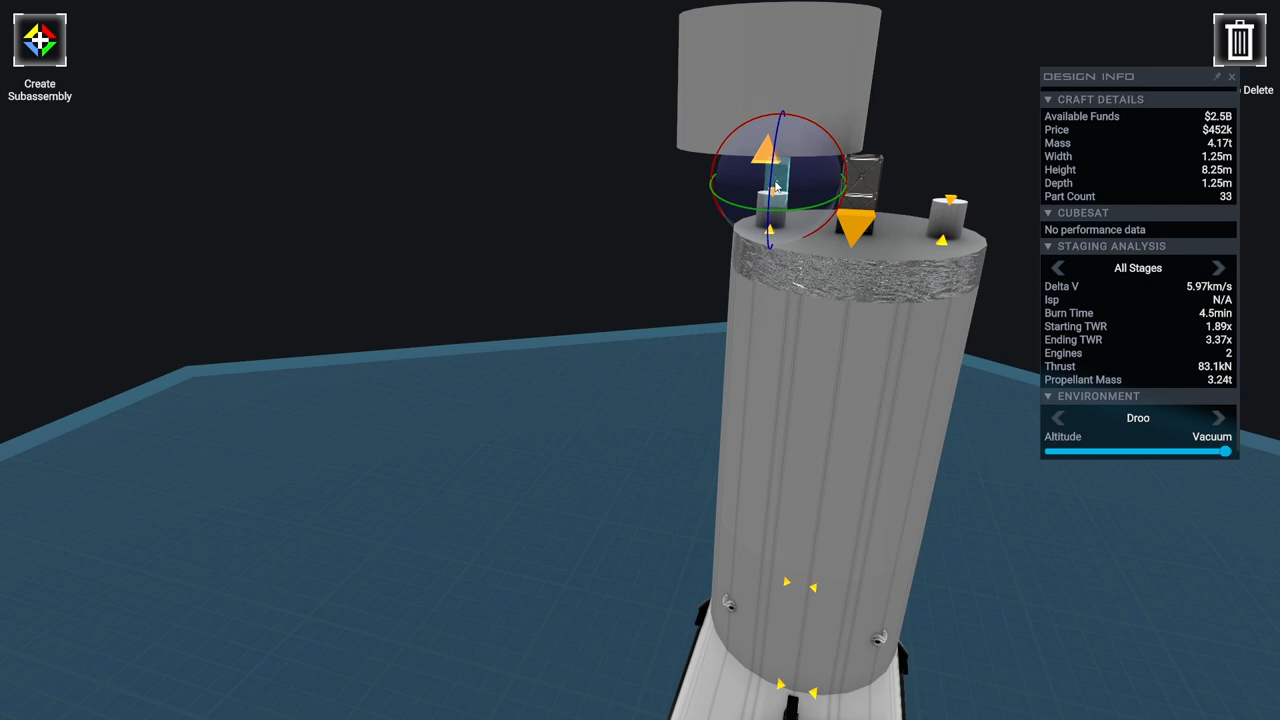 Create
Subassembly
Delete
DESIGN INFO
CRAFT DETAILS
Available Funds $2.5B
Price $452k
Mass 4.17t
Width 1.25m
Height 8.25m
Depth 1.25m
Part Count 33
CUBESAT
No performance data
STAGING ANALYSIS
All Stages
Delta V 5.97km/s
Isp N/A
Burn Time 4.5min
Starting TWR 1.89x
Ending TWR 3.37x
Engines 2
Thrust 83.1kN
Propellant Mass 3.24t
ENVIRONMENT
Droo
Altitude Vacuum